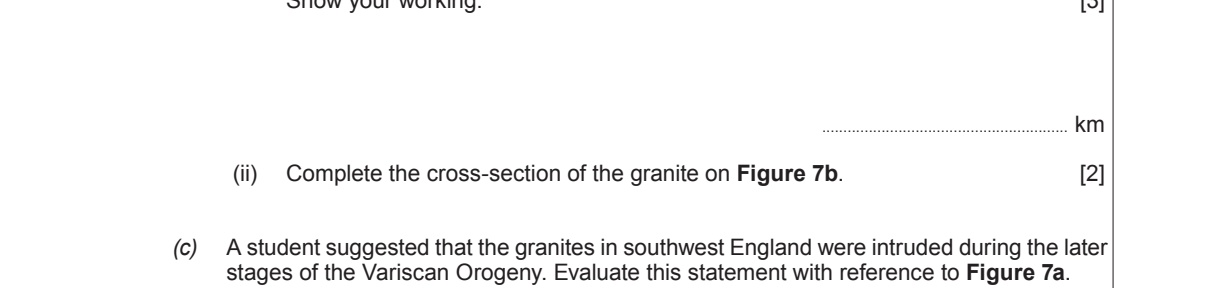 Show your working. [3]
........................................................... km
(ii) Complete the cross-section of the granite on Figure 7b. [2]
(c) A student suggested that the granites in southwest England were intruded during the later
stages of the Variscan Orogeny. Evaluate this statement with reference to Figure 7a.